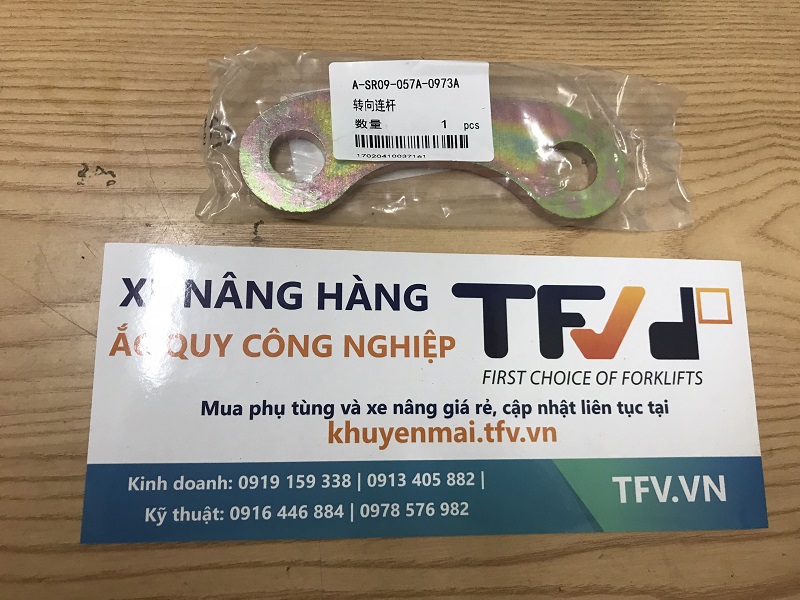 A-SR09-057A-0973A
转向连杆
数量 1 pcs
17020410037161
XE NÂNG HÀNG
ẮC QUY CÔNG NGHIỆP
TFVN
FIRST CHOICE OF FORKLIFTS
Mua phụ tùng và xe nâng giá rẻ, cập nhật liên tục tại
khuyenmai.tfv.vn
Kinh doanh: 0919 159 338 | 0913 405 882 |
Kỹ thuật: 0916 446 884 | 0978 576 982
TFV.VN